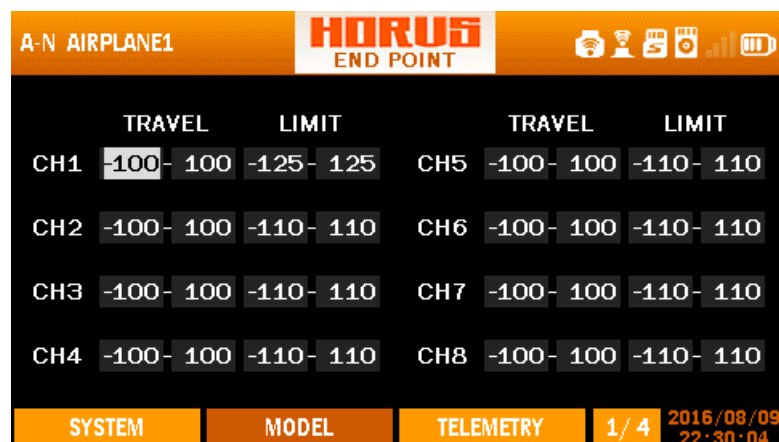 A-N AIRPLANE1
HORUS
END POINT
TRAVEL LIMIT TRAVEL LIMIT
CH1 -100- 100 -125- 125 CH5 -100- 100 -110- 110
CH2 -100- 100 -110- 110 CH6 -100- 100 -110- 110
CH3 -100- 100 -110- 110 CH7 -100- 100 -110- 110
CH4 -100- 100 -110- 110 CH8 -100- 100 -110- 110
SYSTEM MODEL TELEMETRY 1/4 2016/08/09
22:30:04